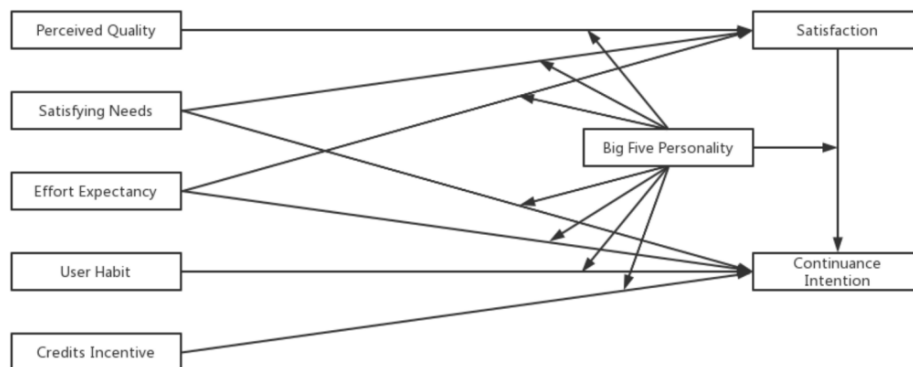 Perceived Quality
Satisfaction
Satisfying Needs
Big Five Personality
Effort Expectancy
User Habit
Continuance
Intention
Credits Incentive